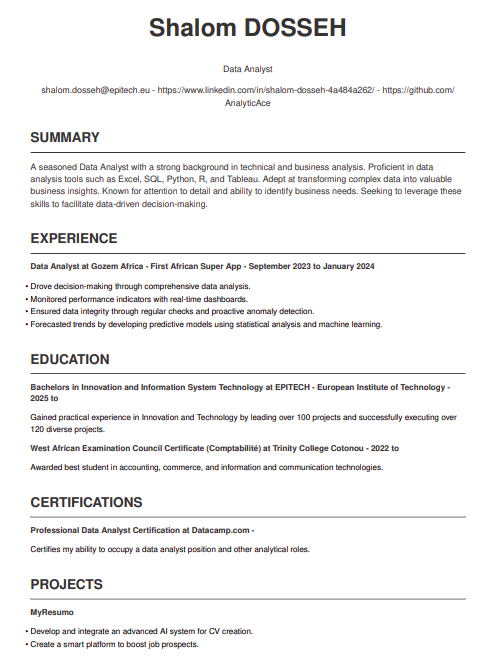 Shalom DOSSEH
Data Analyst
shalom.dosseh@epitech.eu - https://www.linkedin.com/in/shalom-dosseh-4a484a262/ - https://github.com/
AnalyticAce
SUMMARY
A seasoned Data Analyst with a strong background in technical and business analysis. Proficient in data
analysis tools such as Excel, SQL, Python, R, and Tableau. Adept at transforming complex data into valuable
business insights. Known for attention to detail and ability to identify business needs. Seeking to leverage these
skills to facilitate data-driven decision-making.
EXPERIENCE
Data Analyst at Gozem Africa - First African Super App - September 2023 to January 2024
• Drove decision-making through comprehensive data analysis.
• Monitored performance indicators with real-time dashboards.
• Ensured data integrity through regular checks and proactive anomaly detection.
• Forecasted trends by developing predictive models using statistical analysis and machine learning.
EDUCATION
Bachelors in Innovation and Information System Technology at EPITECH - European Institute of Technology -
2025 to
Gained practical experience in Innovation and Technology by leading over 100 projects and successfully executing over
120 diverse projects.
West African Examination Council Certificate (Comptabilité) at Trinity College Cotonou - 2022 to
Awarded best student in accounting, commerce, and information and communication technologies.
CERTIFICATIONS
Professional Data Analyst Certification at Datacamp.com -
Certifies my ability to occupy a data analyst position and other analytical roles.
PROJECTS
MyResumo
• Develop and integrate an advanced AI system for CV creation.
• Create a smart platform to boost job prospects.